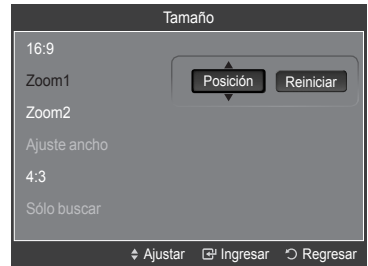 Tamaño
16:9
Zoom1
Posición Reiniciar
Zoom2
Ajuste ancho
4:3
Sólo buscar
Ajustar Ingresar Regresar